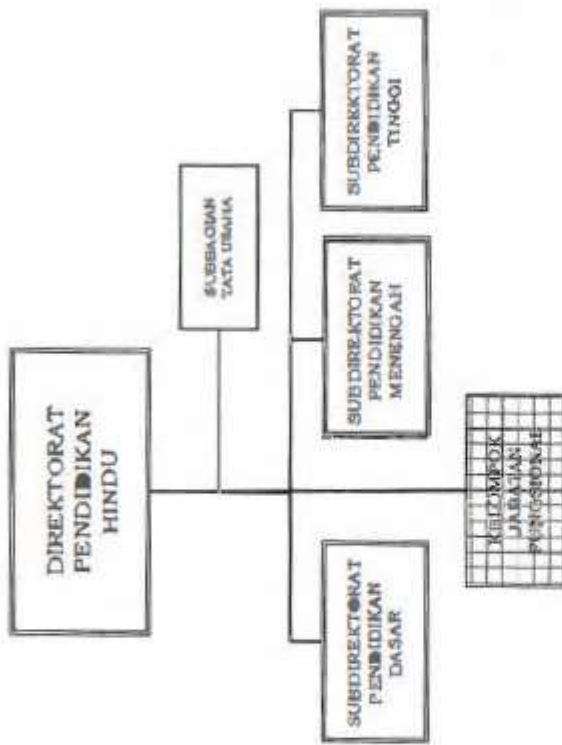 DIREKTORAT
PENDIDIKAN
HINDU
SUBBAGIAN
TATA USAHA
SUBDIREKTORAT
PENDIDIKAN
DASAR
SUBDIREKTORAT
PENDIDIKAN
MENENGAH
SUBDIREKTORAT
PENDIDIKAN
TINGGI
KELOMPOK
JABATAN
FUNGSIONAL